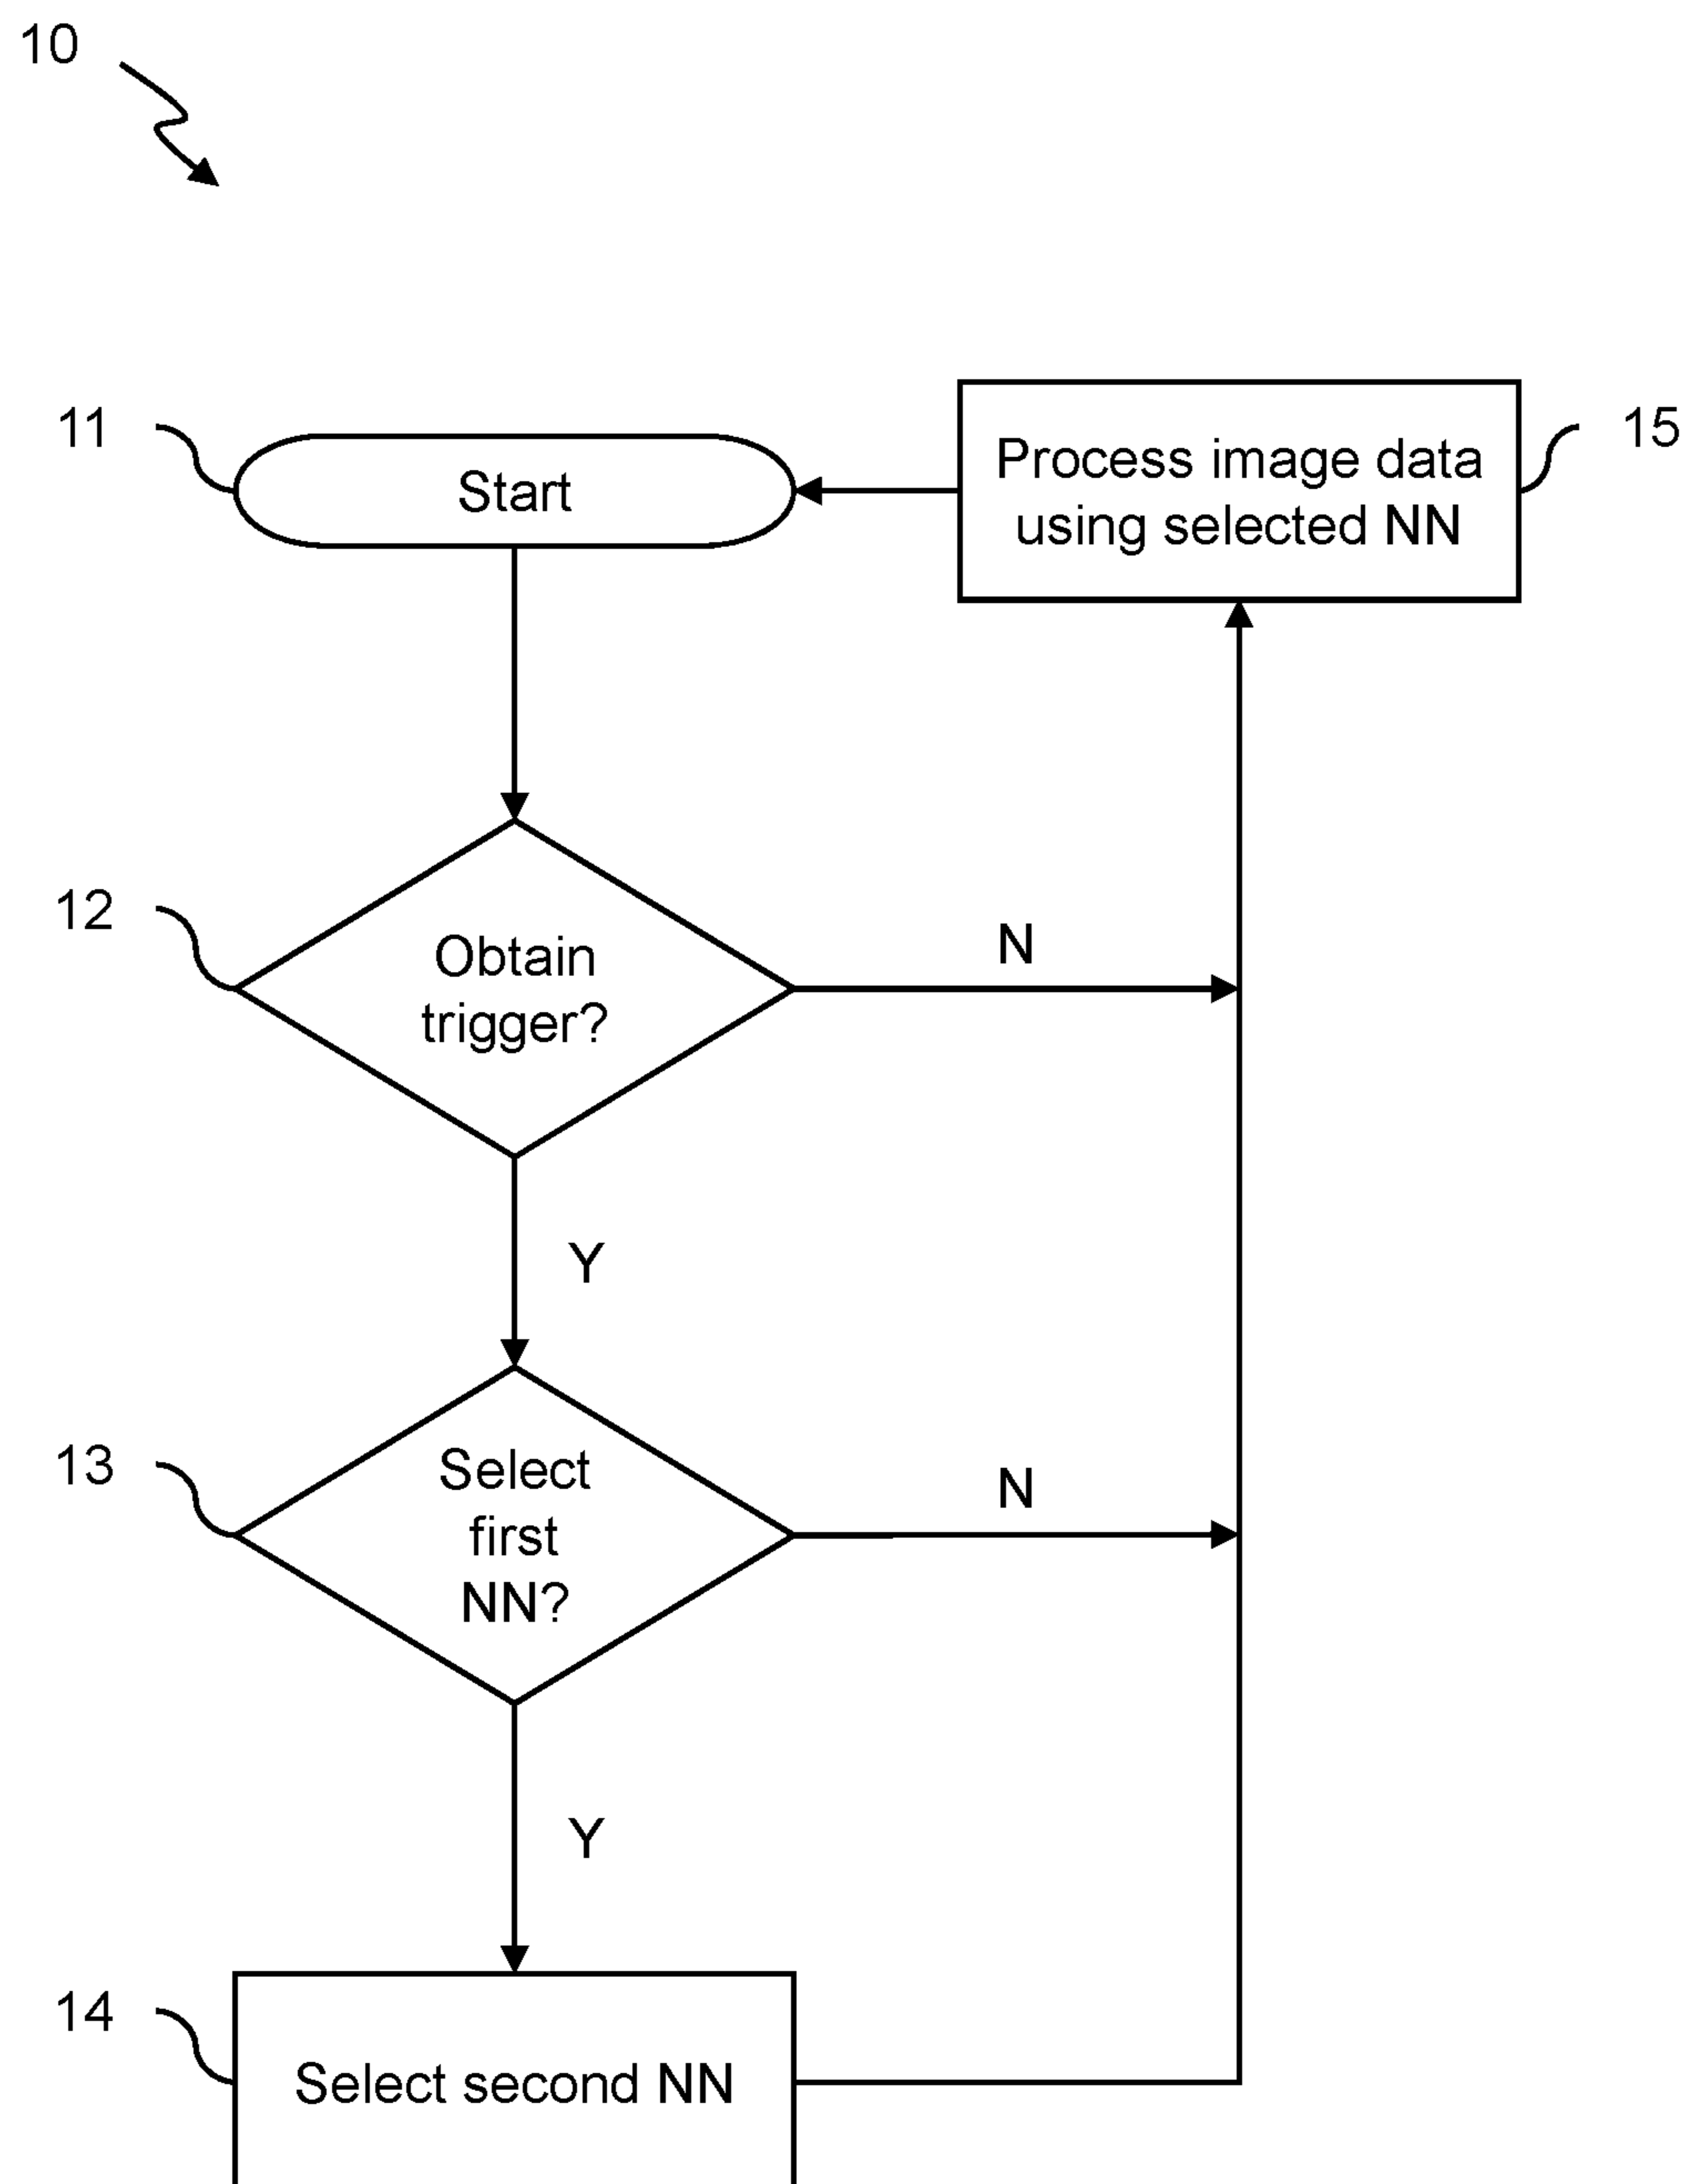 10
11
Start
Process image data
using selected NN
15
12
Obtain
trigger?
N
Y
13
Select
first
NN?
N
Y
14
Select second NN